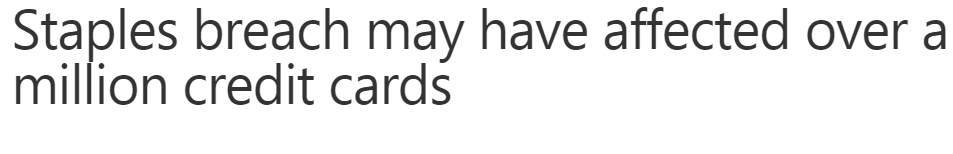 Staples breach may have affected over a
million credit cards